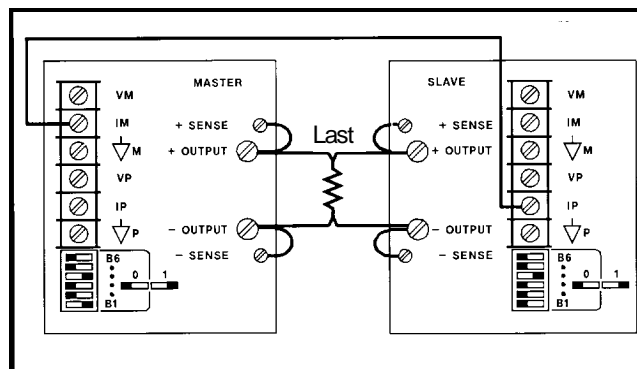 MASTER
VM
IM
M
VP
IP
P
+ SENSE
+ OUTPUT
- OUTPUT
- SENSE
B6
0 1
B1
Last
SLAVE
+ SENSE
+ OUTPUT
- OUTPUT
- SENSE
VM
IM
M
VP
IP
P
B6
0 1
B1